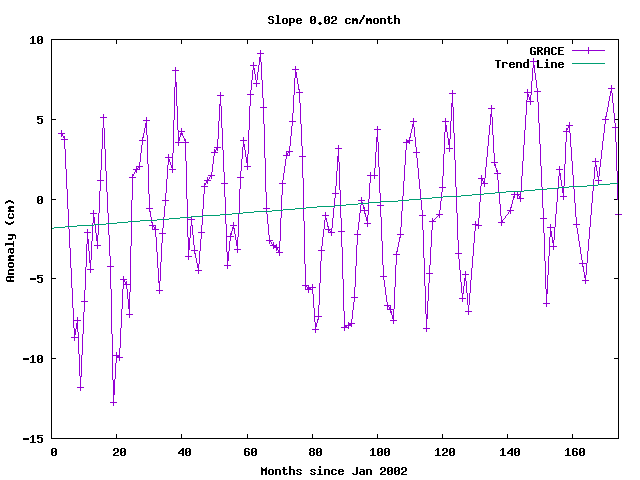 Slope 0.02 cm/month
10
GRACE
Trend Line
5
0
Anomaly (cm)
-5
-10
-15
0 20 40 60 80 100 120 140 160
Months since Jan 2002